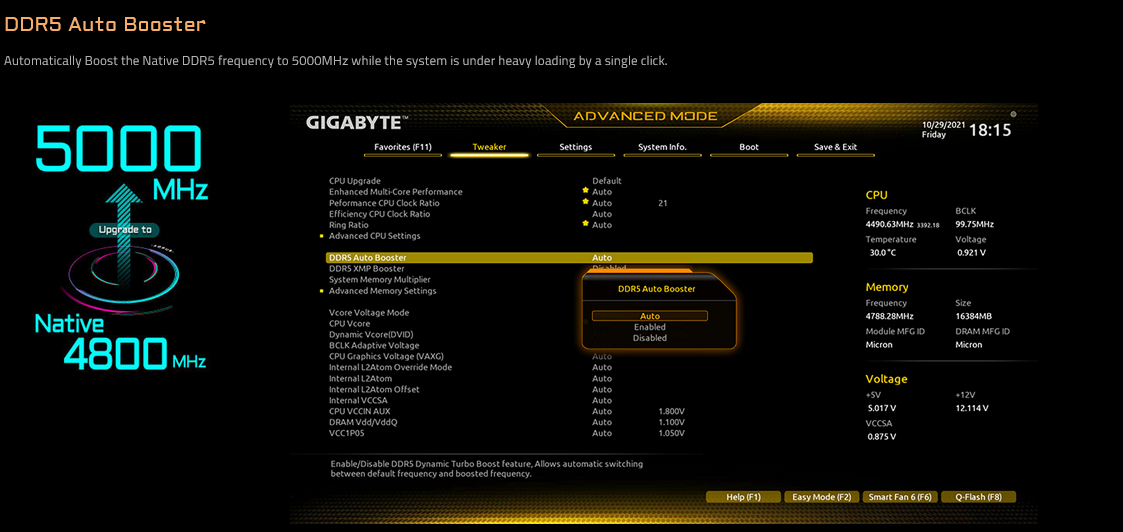 DDR5 Auto Booster
Automatically Boost the Native DDR5 frequency to 5000MHz while the system is under heavy loading by a single click.
5000
MHz
Upgrade to
Native
4800 MHz
GIGABYTE™
ADVANCED MODE
10/29/2021
Friday
18:15
Favorites (F11) Tweaker Settings System Info. Boot Save & Exit
CPU Upgrade Default
Enhanced Multi-Core Performance Auto
Peformance CPU Clock Ratio Auto 21
Efficiency CPU Clock Ratio Auto
Ring Ratio Auto
Advanced CPU Settings
DDR5 Auto Booster Auto
DDR5 XMP Booster Disabled
System Memory Multiplier
Advanced Memory Settings
Vcore Voltage Mode
CPU Vcore
Dynamic Vcore(DVID)
BCLK Adaptive Voltage
CPU Graphics Voltage (VAXG) Auto
Internal L2Atom Override Mode Auto
Internal L2Atom Auto
Internal L2Atom Offset Auto
Internal VCCSA Auto
CPU VCCIN AUX Auto 1.800V
DRAM Vdd/VddQ Auto 1.100V
VCC1P05 Auto 1.050V
DDR5 Auto Booster
Auto
Enabled
Disabled
CPU
Frequency BCLK
4490.63MHz 3392.18 99.75MHz
Temperature Voltage
30.0 °C 0.921 V
Memory
Frequency Size
4788.28MHz 16384MB
Module MFG ID DRAM MFG ID
Micron Micron
Voltage
+5V +12V
5.017 V 12.114 V
VCCSA
0.875 V
Enable/Disable DDR5 Dynamic Turbo Boost feature, Allows automatic switching
between default frequency and boosted frequency.
Help (F1) Easy Mode (F2) Smart Fan 6 (F6) Q-Flash (F8)